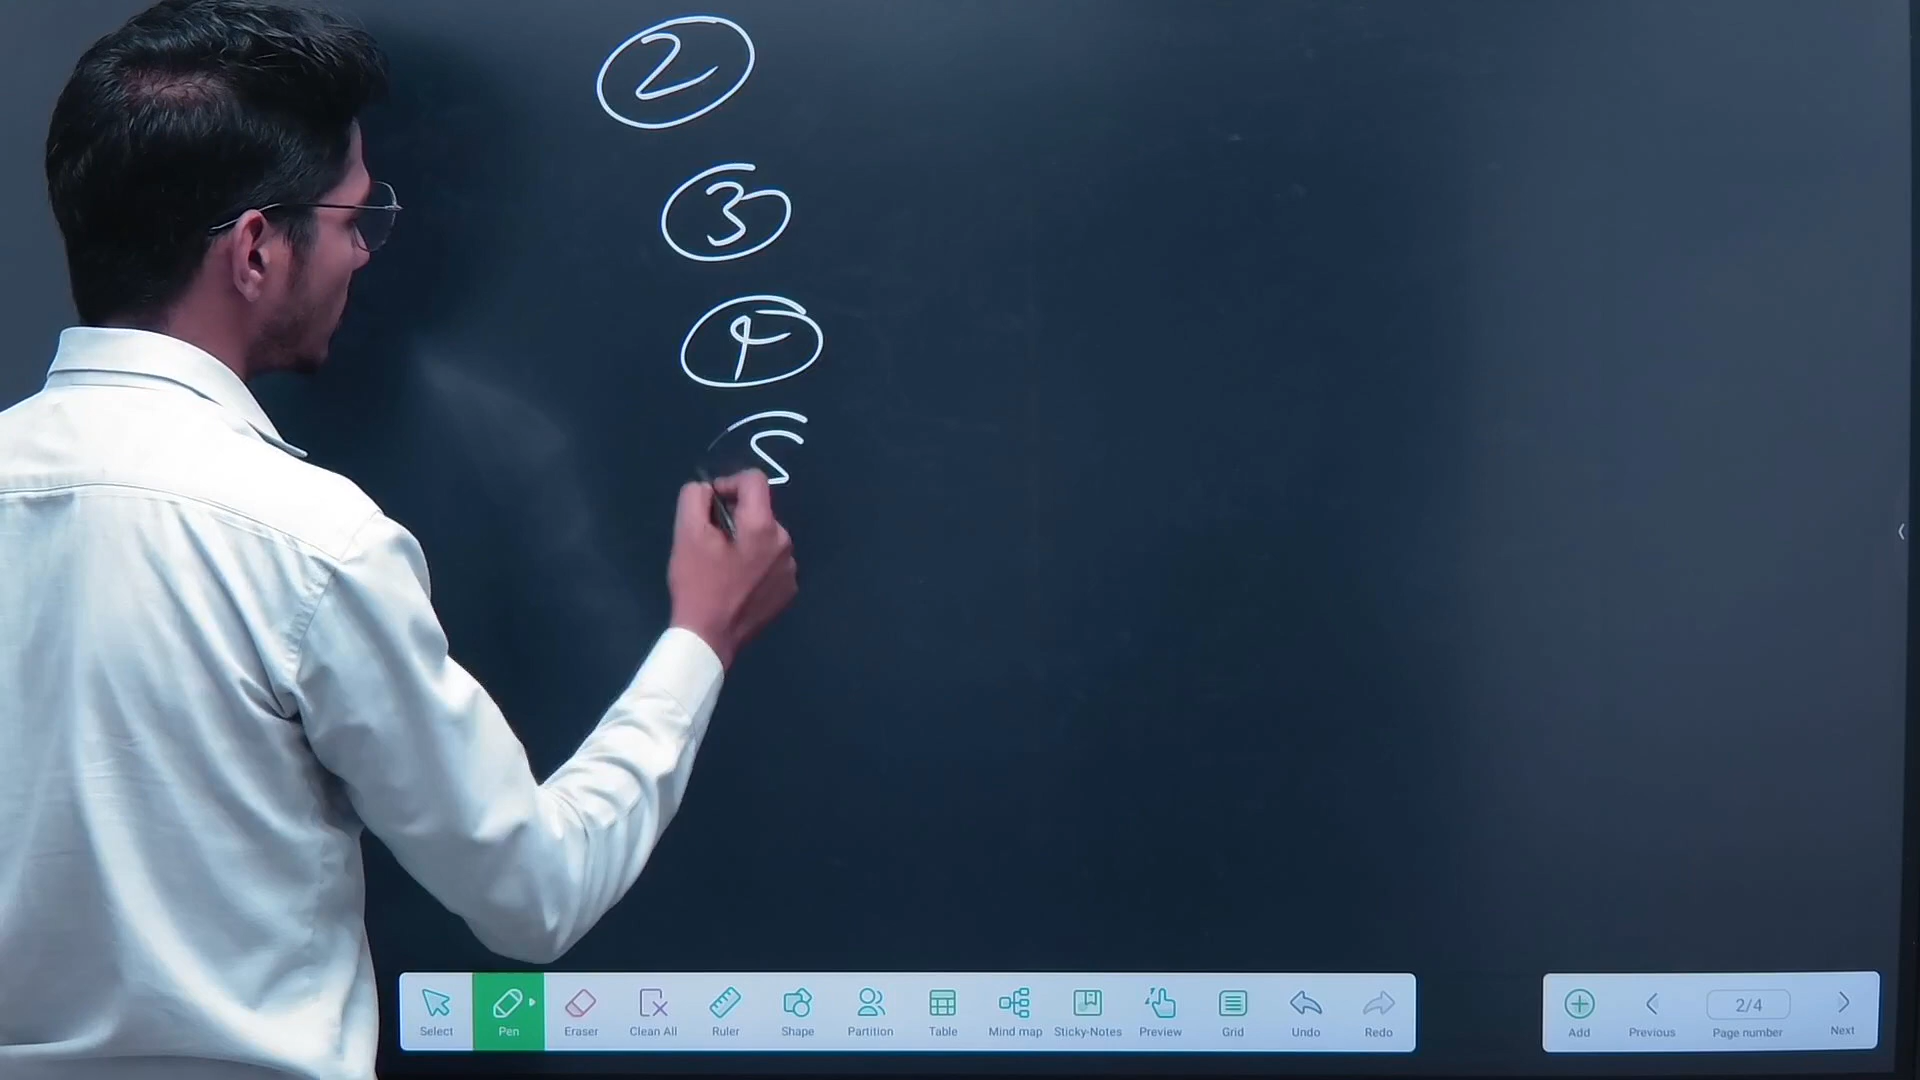 2
3
4
5
Select Pen Eraser Clean All Ruler Shape Partition Table Mind map Sticky-Notes Preview Grid Undo Redo
Add Previous 2/4 Page number Next